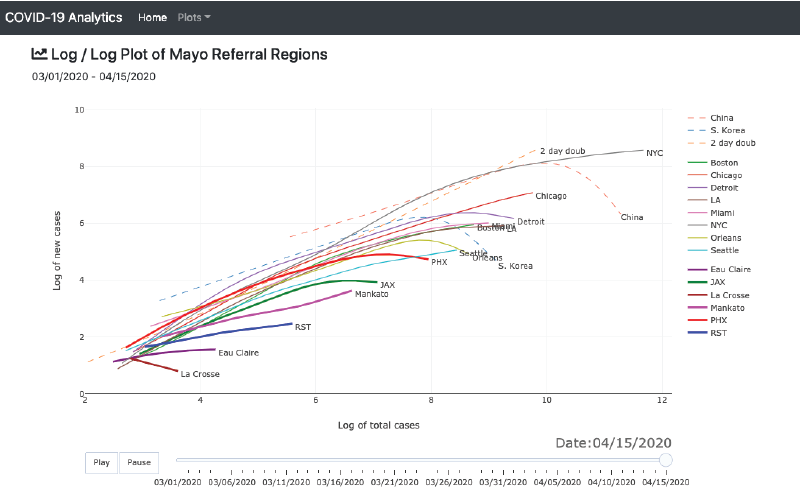 COVID-19 Analytics Home Plots
Log / Log Plot of Mayo Referral Regions
03/01/2020 - 04/15/2020
10
8
6
4
2
0
Log of new cases
2 4 6 8 10 12
Log of total cases
2 day doub
NYC
Chicago
China
Detroit
Miami
Boston LA
Seattle
Orleans
S. Korea
PHX
JAX
Mankato
RST
Eau Claire
La Crosse
China
S. Korea
2 day doub
Boston
Chicago
Detroit
LA
Miami
NYC
Orleans
Seattle
Eau Claire
JAX
La Crosse
Mankato
PHX
RST
Date:04/15/2020
Play Pause
03/01/2020 03/06/2020 03/11/2020 03/16/2020 03/21/2020 03/26/2020 03/31/2020 04/05/2020 04/10/2020 04/15/2020